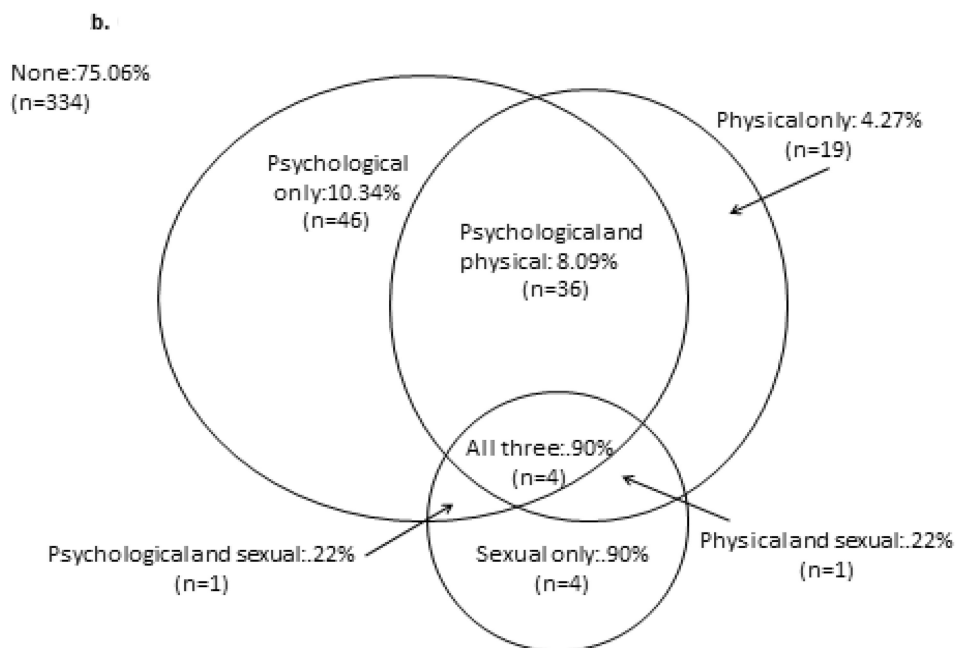 b.
None:75.06%
(n=334)
Physicalonly: 4.27%
(n=19)
Psychological
only:10.34%
(n=46)
Psychologicaland
physical: 8.09%
(n=36)
All three:.90%
(n=4)
Psychologicaland sexual:.22%
(n=1)
Sexual only:.90%
(n=4)
Physicaland sexual:.22%
(n=1)